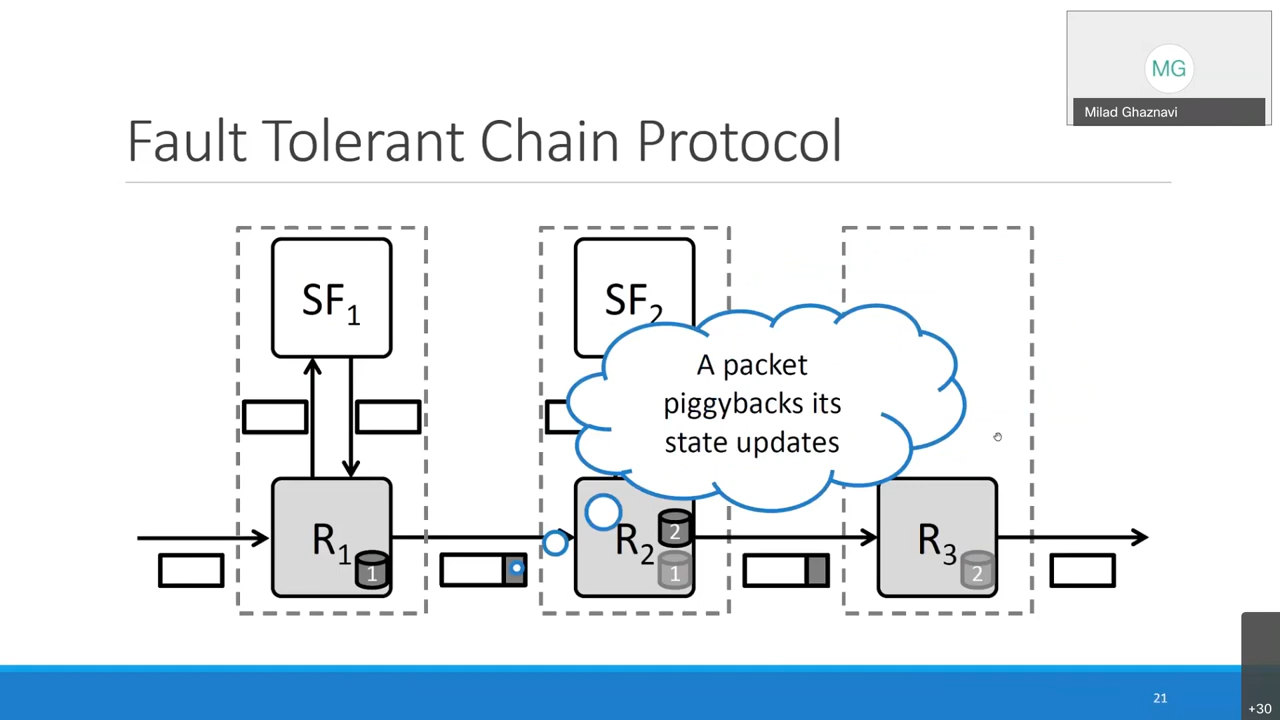 MG
Milad Ghaznavi
Fault Tolerant Chain Protocol
SF1
SF2
A packet
piggybacks its
state updates
R1
1
R2
2
1
R3
2
21
+30